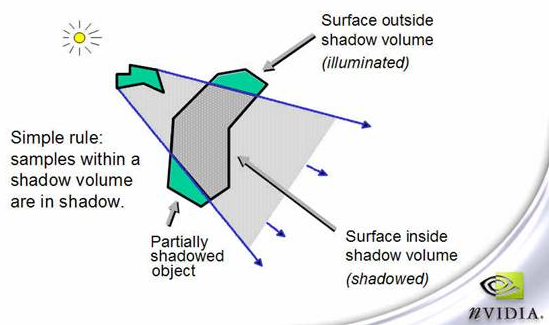 Surface outside
shadow volume
(illuminated)
Simple rule:
samples within a
shadow volume
are in shadow.
Partially
shadowed
object
Surface inside
shadow volume
(shadowed)
nVIDIA.